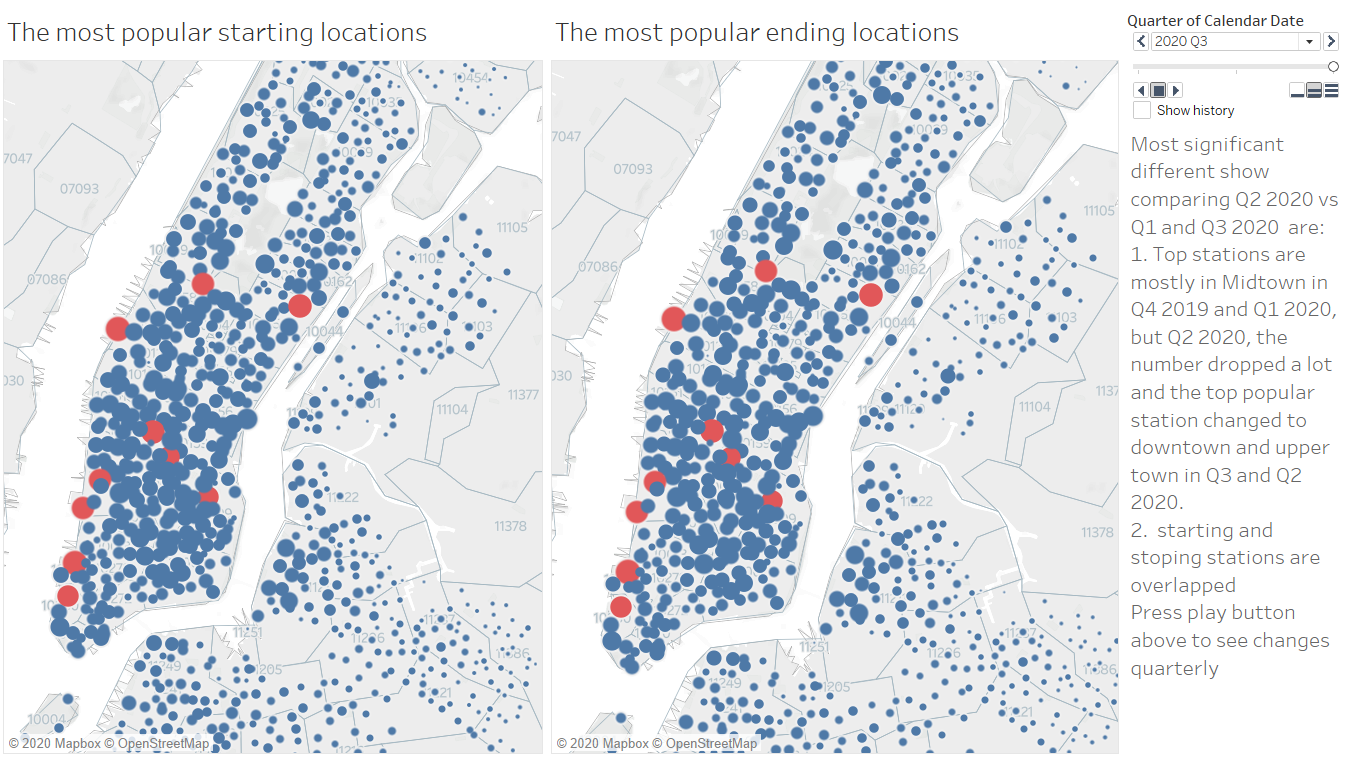 The most popular starting locations
The most popular ending locations
Quarter of Calendar Date
2020 Q3
Show history
Most significant
different show
comparing Q2 2020 vs
Q1 and Q3 2020 are:
1. Top stations are
mostly in Midtown in
Q4 2019 and Q1 2020,
but Q2 2020, the
number dropped a lot
and the top popular
station changed to
downtown and upper
town in Q3 and Q2
2020.
2. starting and
stoping stations are
overlapped
Press play button
above to see changes
quarterly
10454
07093
11105
07086
10044
11377
11104
11378
11251
10004
© 2020 Mapbox © OpenStreetMap
07093
11105
07086
10044
11104
11378
11251
© 2020 Mapbox © OpenStreetMap